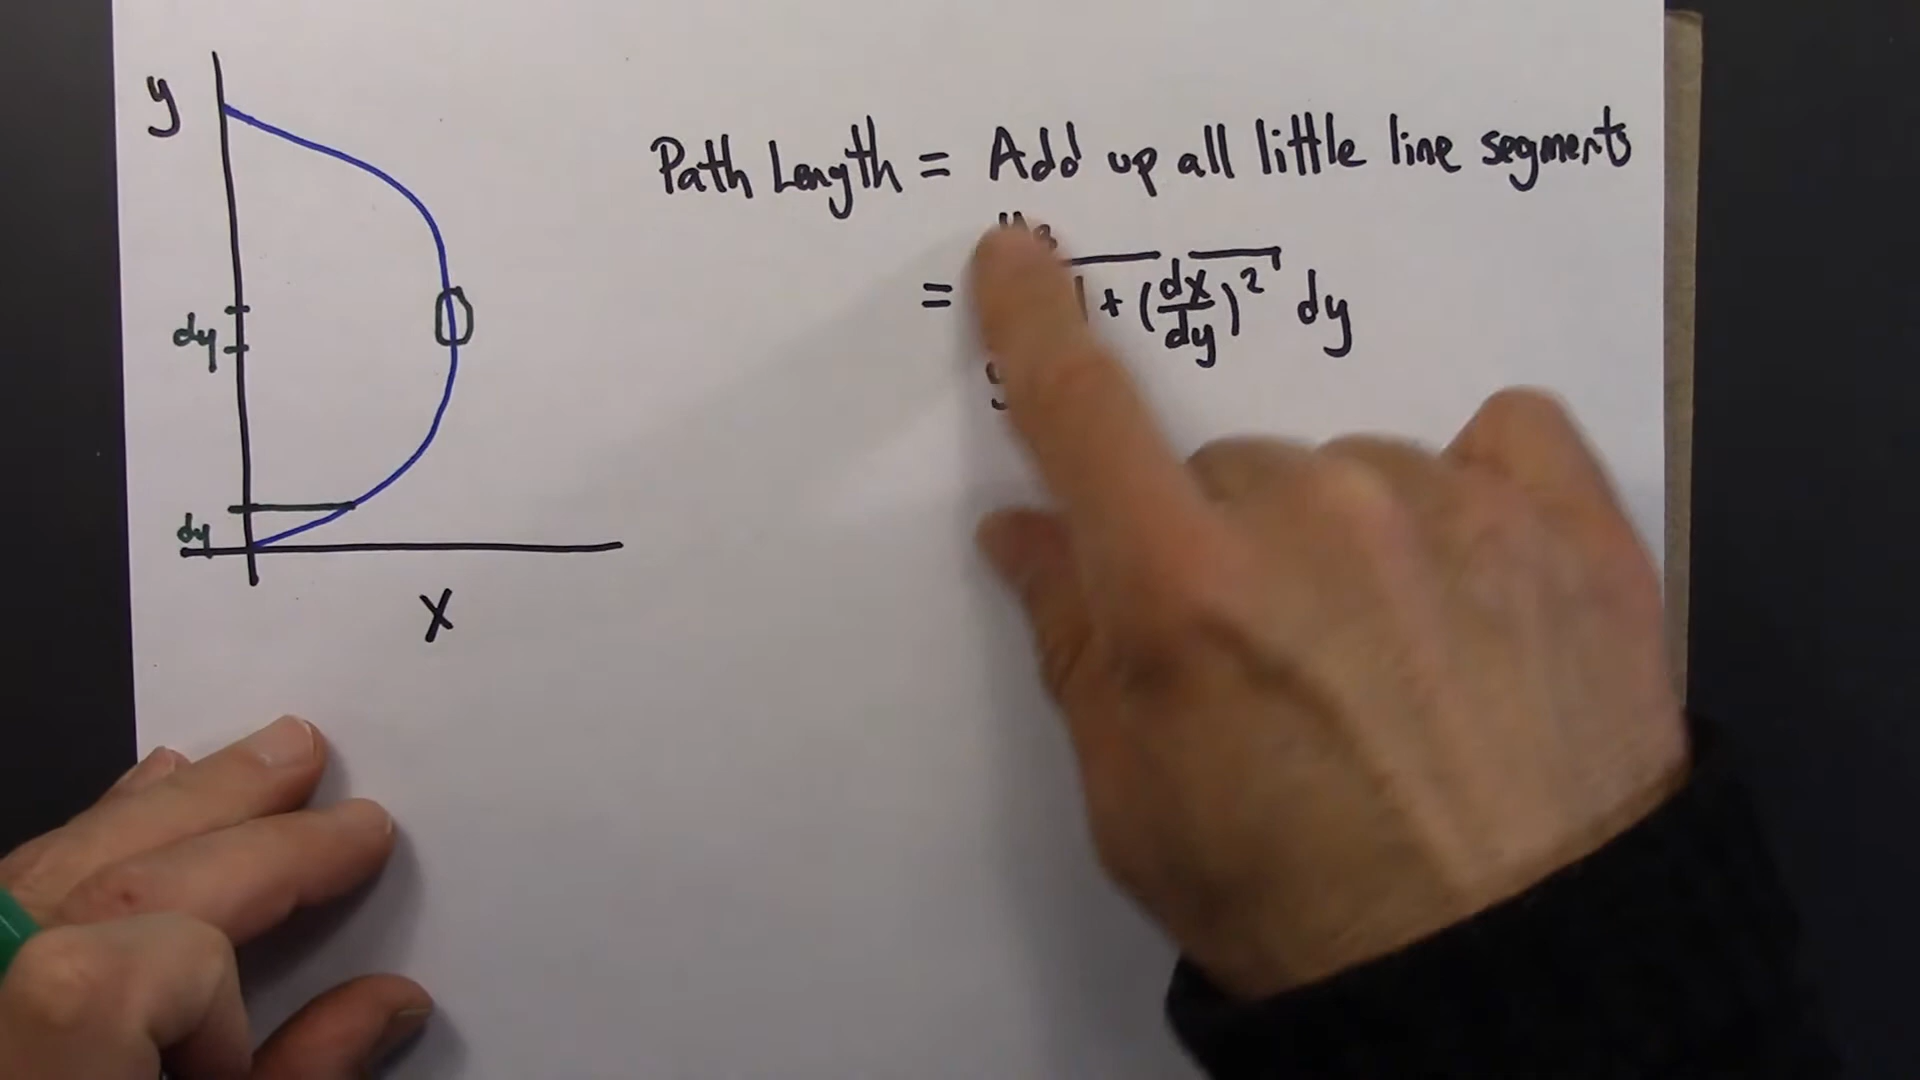 y
Path Length = Add up all little line segments
= 1 + (dx/dy)² dy
y
dy
dy
x